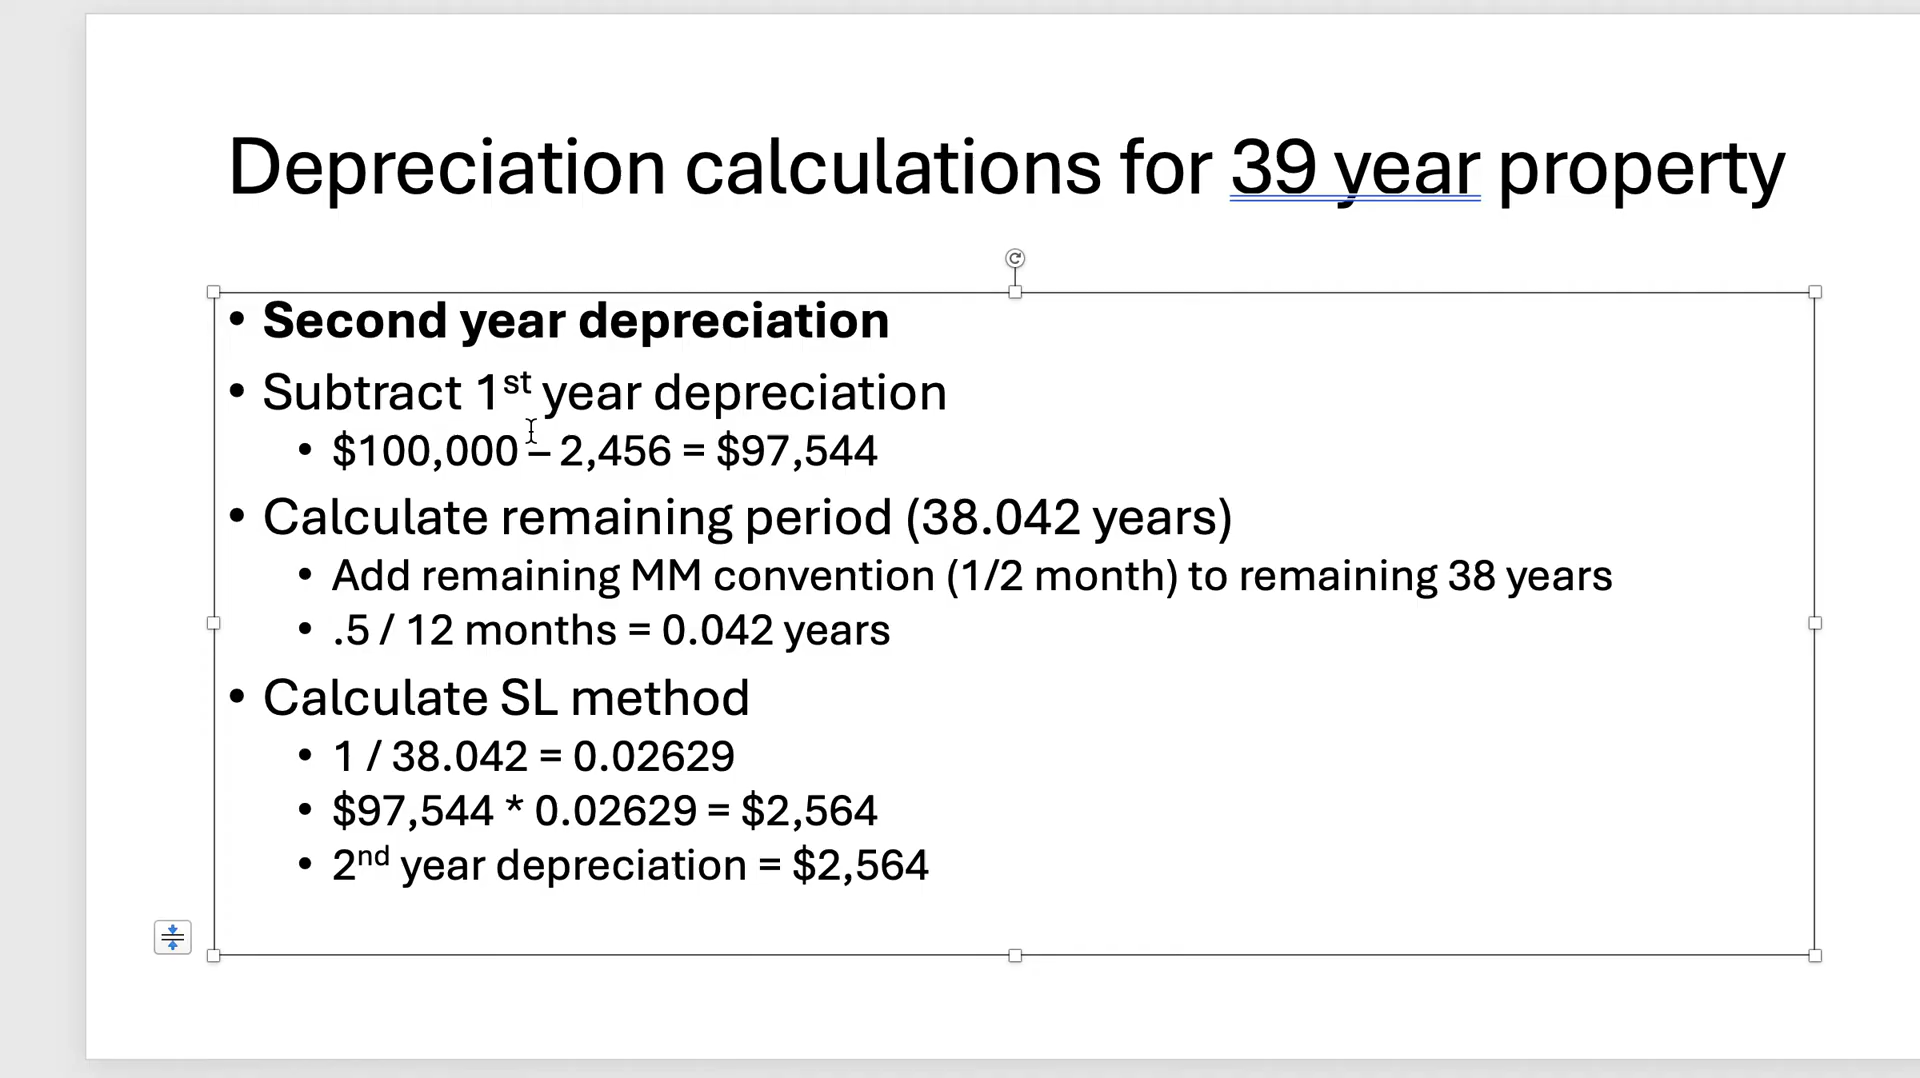 Depreciation calculations for 39 year property
• Second year depreciation
• Subtract 1st year depreciation
• $100,000 – 2,456 = $97,544
• Calculate remaining period (38.042 years)
• Add remaining MM convention (1/2 month) to remaining 38 years
• .5 / 12 months = 0.042 years
• Calculate SL method
• 1 / 38.042 = 0.02629
• $97,544 * 0.02629 = $2,564
• 2nd year depreciation = $2,564